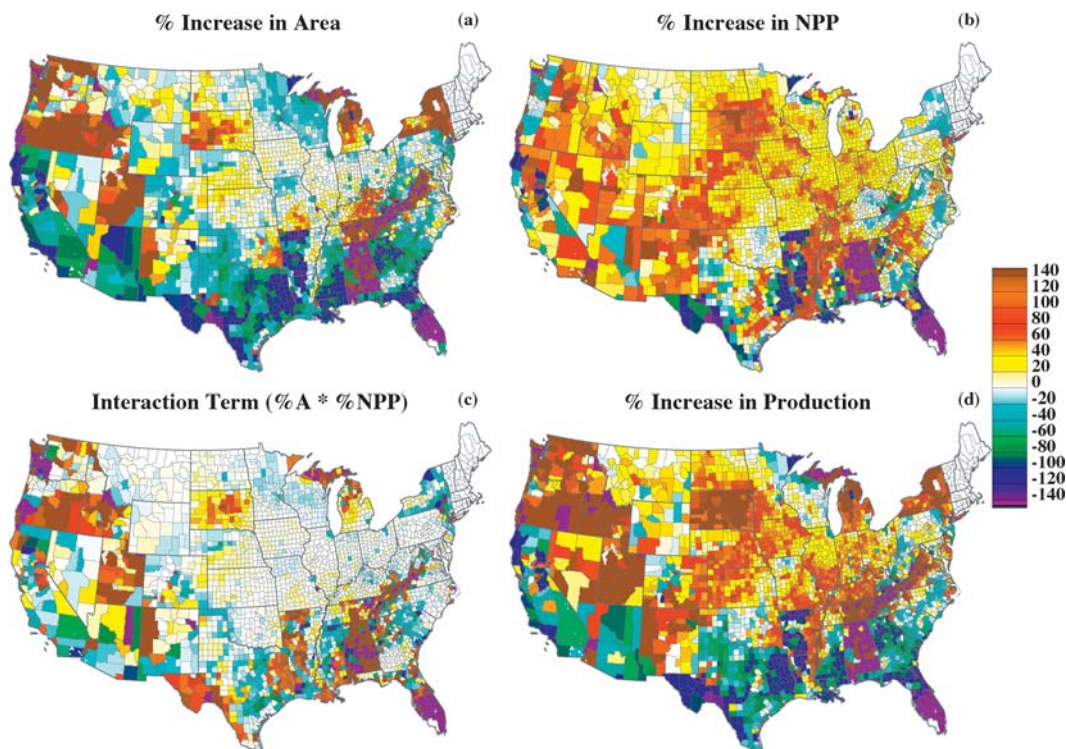 % Increase in Area
(a)
% Increase in NPP
(b)
140
120
100
80
60
40
20
0
-20
-40
-60
-80
-100
-120
-140
Interaction Term (%A * %NPP)
(c)
% Increase in Production
(d)